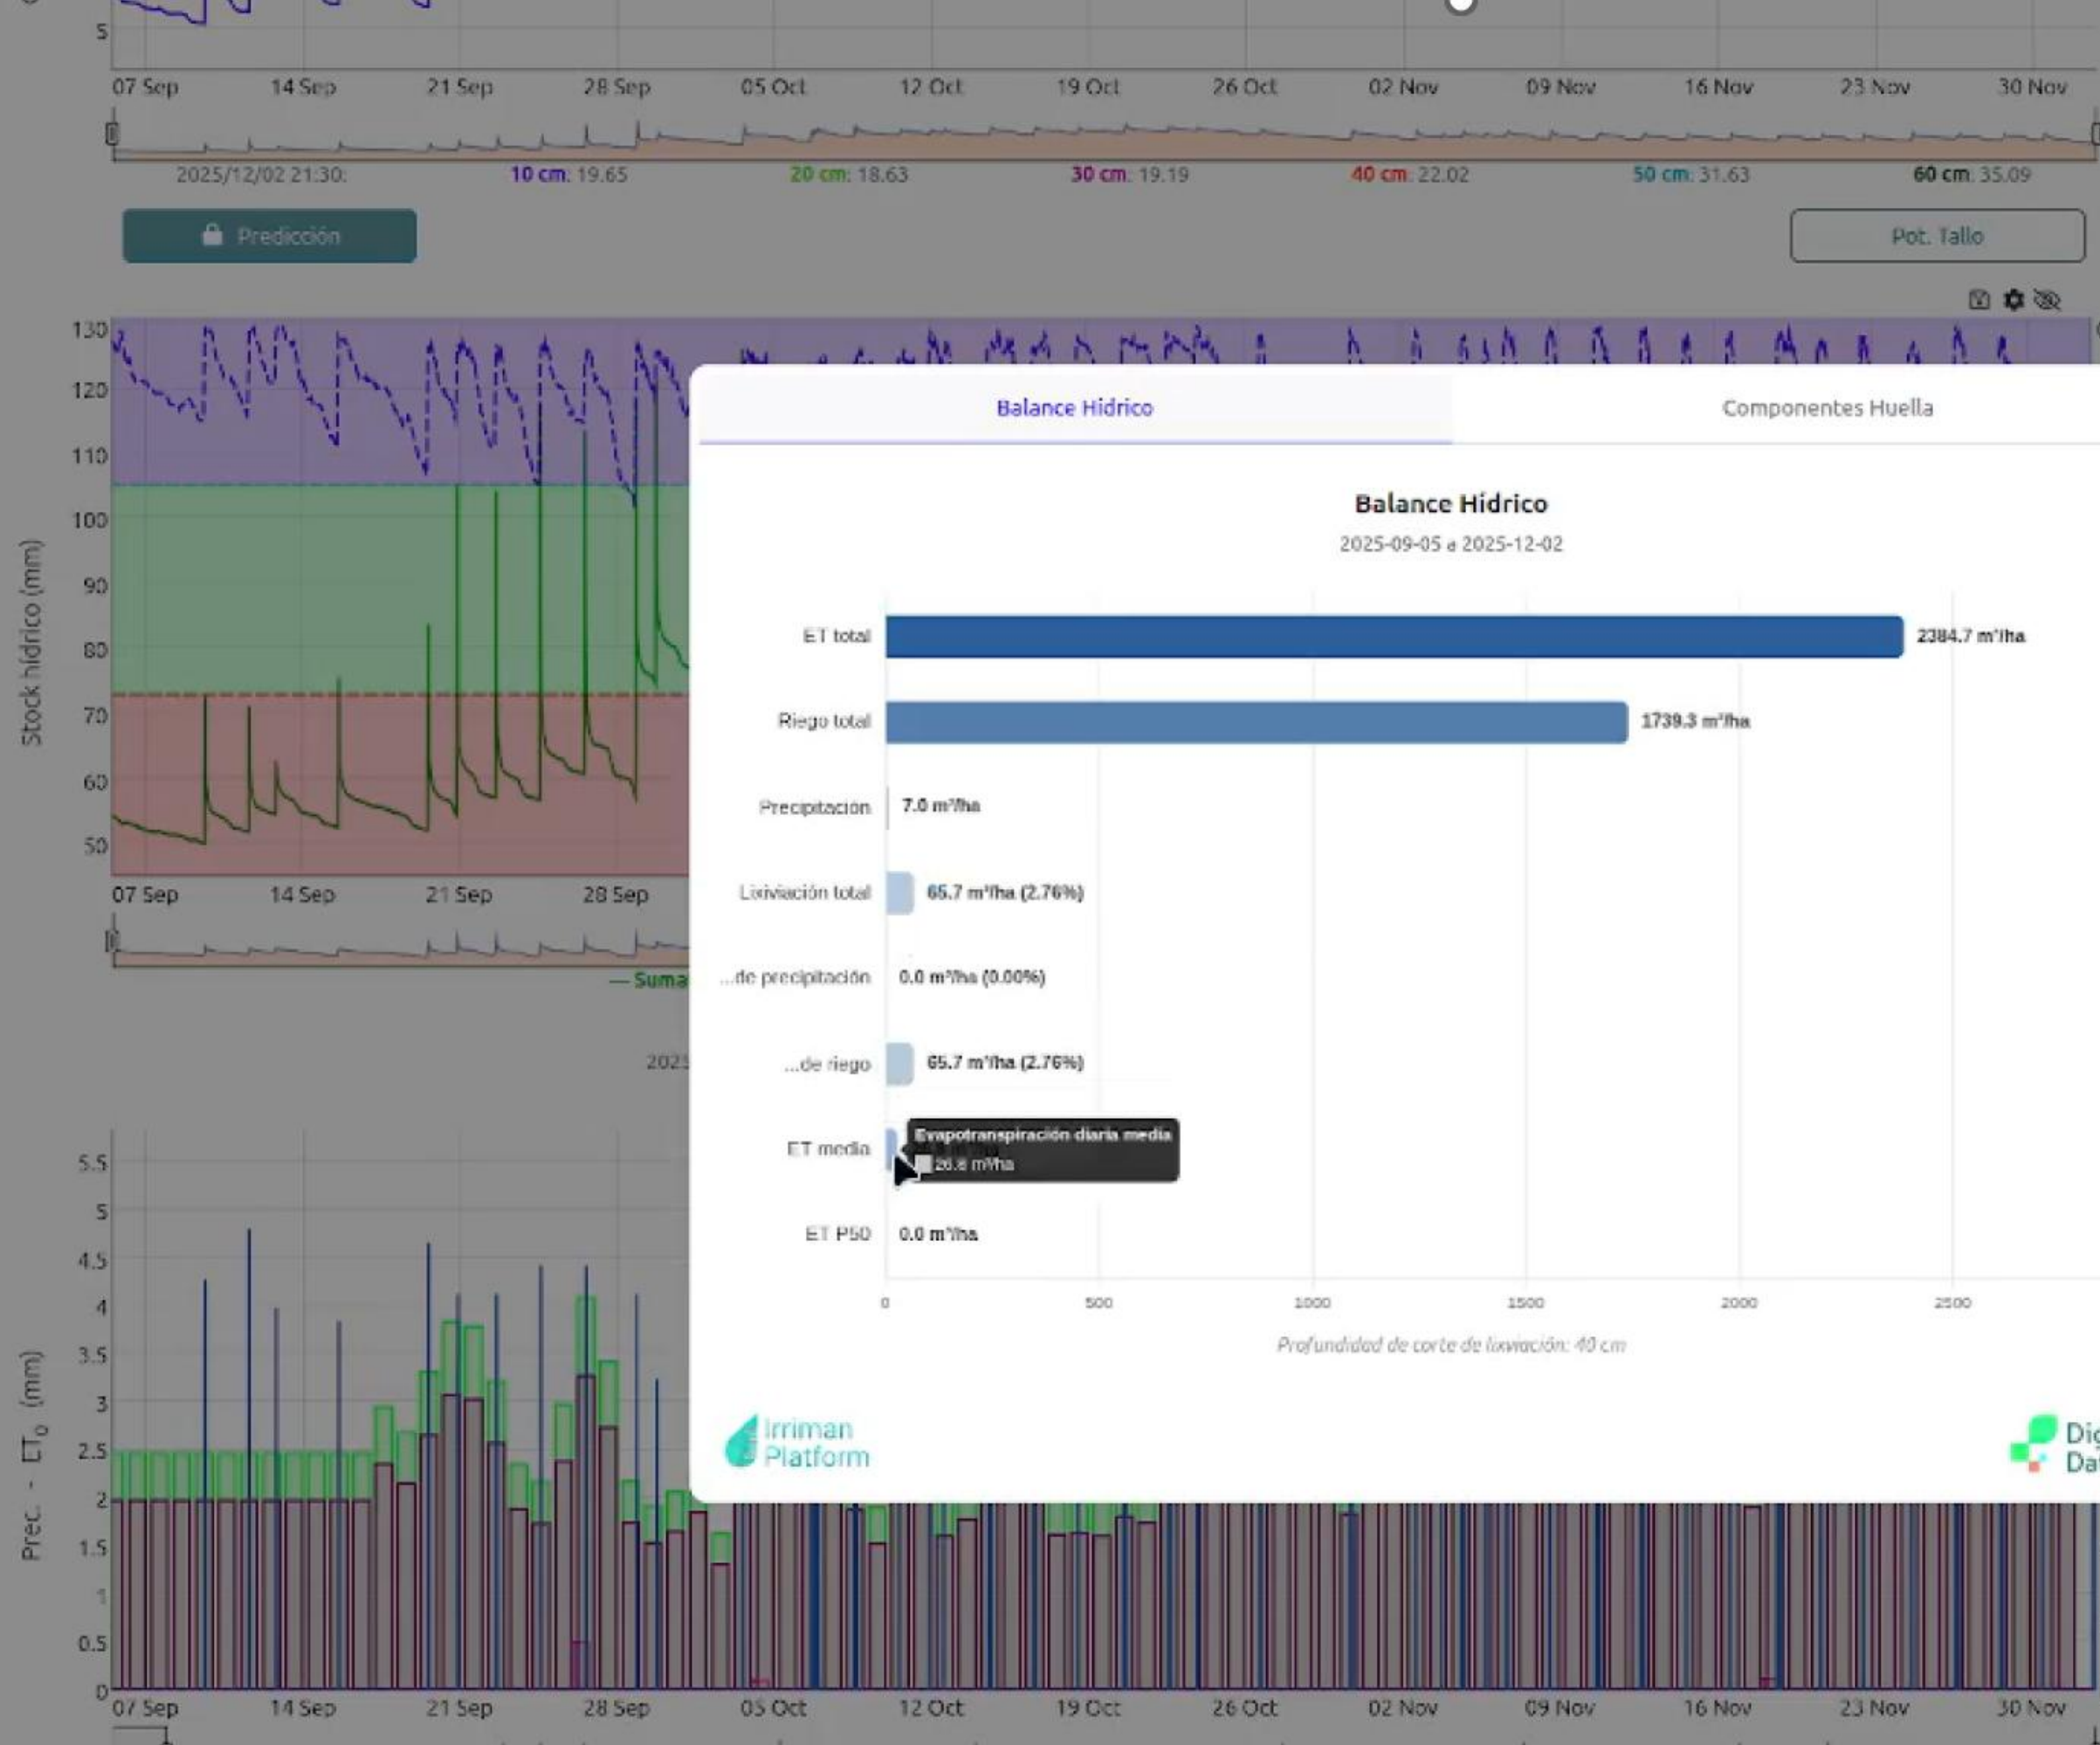 5
07 Sep 14 Sep 21 Sep 28 Sep 05 Oct 12 Oct 19 Oct 26 Oct 02 Nov 09 Nov 16 Nov 23 Nov 30 Nov
2025/12/02 21:30: 10 cm: 19.65 20 cm: 18.63 30 cm: 19.19 40 cm: 22.02 50 cm: 31.63 60 cm: 35.09
Predicción
Pot. Tallo
Stock hídrico (mm)
130
120
110
100
90
80
70
60
50
07 Sep 14 Sep 21 Sep 28 Sep
— Suma
Balance Hídrico Componentes Huella
Balance Hídrico
2025-09-05 a 2025-12-02
ET total 2384.7 m³/ha
Riego total 1739.3 m³/ha
Precipitación 7.0 m³/ha
Lixiviación total 65.7 m³/ha (2.76%)
...de precipitación 0.0 m³/ha (0.00%)
...de riego 65.7 m³/ha (2.76%)
ET media
Evapotranspiración diaria media
26.8 m³/ha
ET P50 0.0 m³/ha
0 500 1000 1500 2000 2500
Profundidad de corte de lixiviación: 40 cm
Irriman
Platform
Prec. - ET₀ (mm)
5.5
5
4.5
4
3.5
3
2.5
2
1.5
1
0.5
0
07 Sep 14 Sep 21 Sep 28 Sep 05 Oct 12 Oct 19 Oct 26 Oct 02 Nov 09 Nov 16 Nov 23 Nov 30 Nov